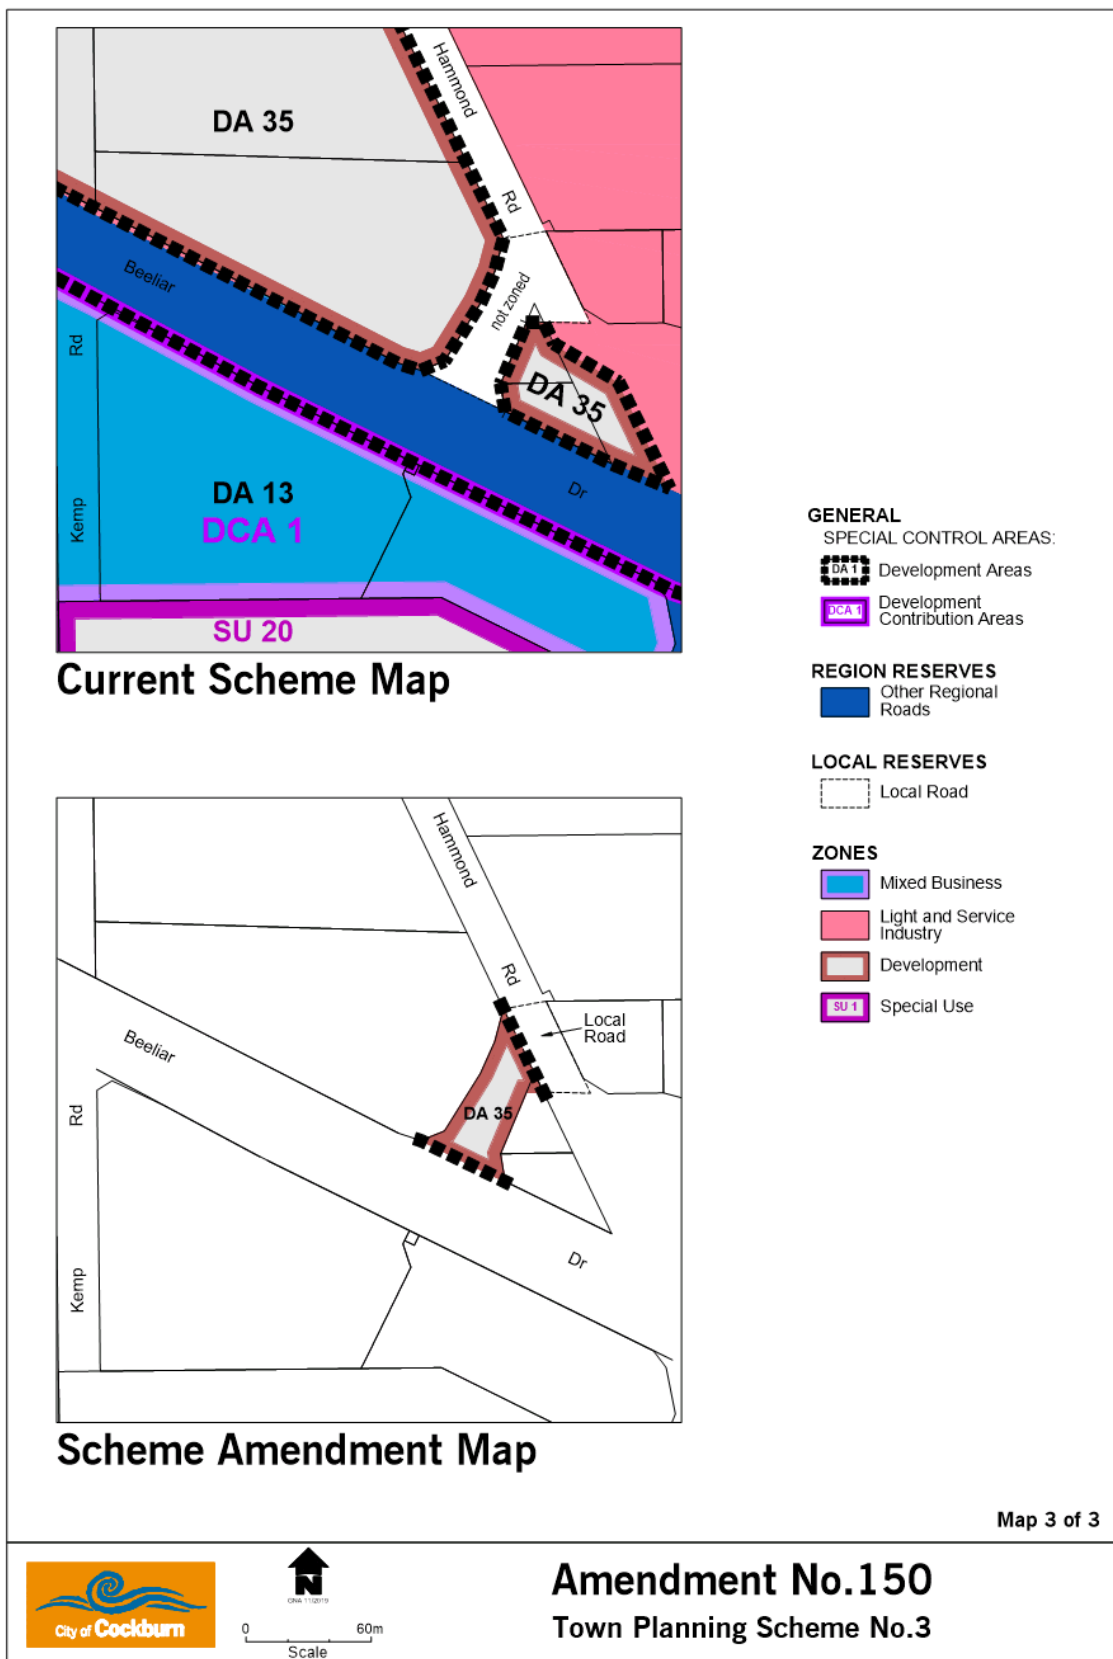 Hammond
Rd
DA 35
Beeliar
not zoned
DA 35
Rd
Kemp
DA 13
DCA 1
Dr
SU 20
Current Scheme Map
GENERAL
SPECIAL CONTROL AREAS:
DA 1
Development Areas
DCA 1
Development
Contribution Areas
REGION RESERVES
Other Regional
Roads
LOCAL RESERVES
Local Road
ZONES
Mixed Business
Light and Service
Industry
Development
SU 1
Special Use
Hammond
Rd
Local
Road
Beeliar
DA 35
Rd
Kemp
Dr
Scheme Amendment Map
Map 3 of 3
City of Cockburn
N
CNA 11/2019
0 60m
Scale
Amendment No.150
Town Planning Scheme No.3